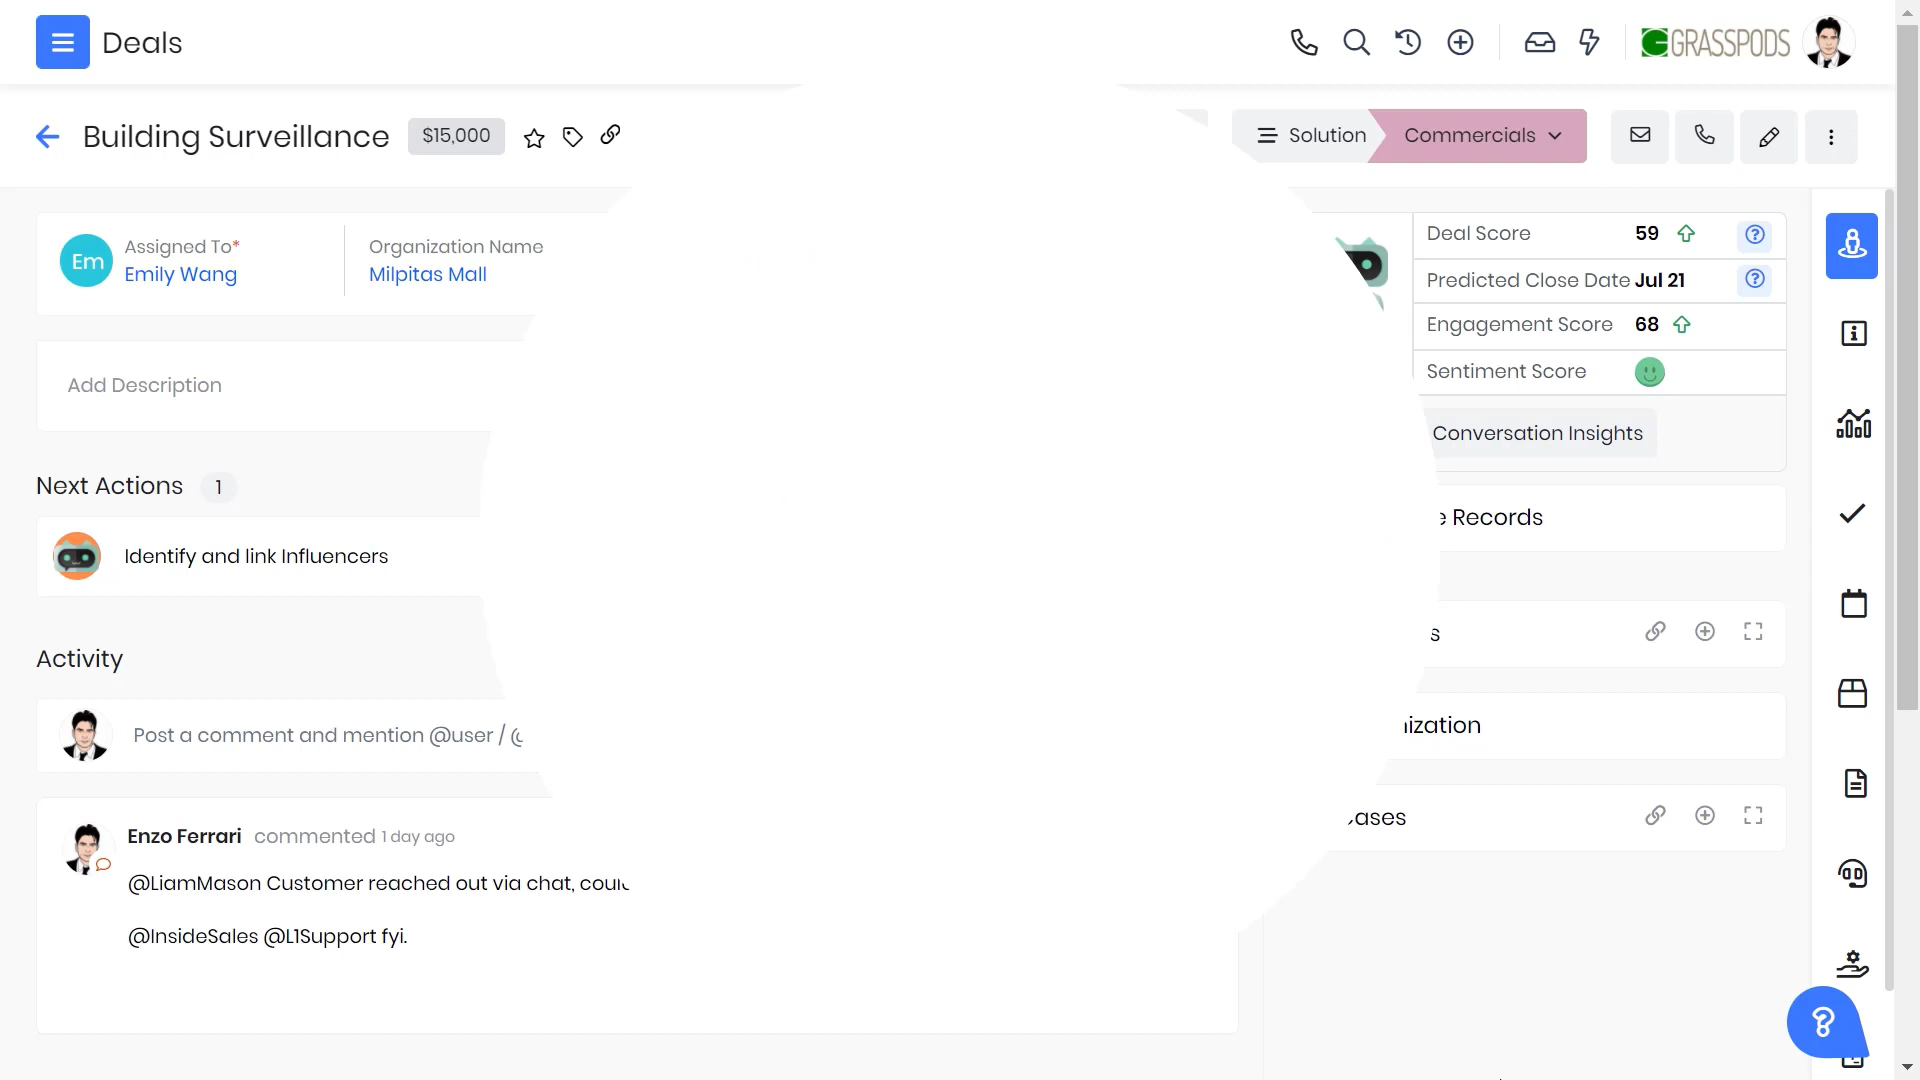 Deals
GRASSPODS
Building Surveillance
$15,000
Solution
Commercials
Em
Assigned To*
Emily Wang
Organization Name
Milpitas Mall
Deal Score 59
Predicted Close Date Jul 21
Engagement Score 68
Sentiment Score
Conversation Insights
Add Description
Next Actions 1
Identify and link Influencers
Records
Activity
Post a comment and mention @user /
Enzo Ferrari commented 1 day ago
@LiamMason Customer reached out via chat,
@InsideSales @L1Support fyi.